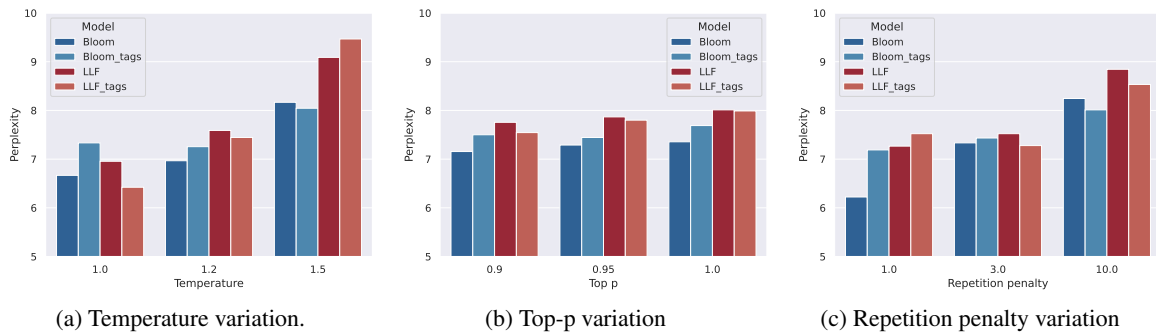 10
9
8
7
6
5
Perplexity
Model
Bloom
Bloom_tags
LLF
LLF_tags
1.0 1.2 1.5
Temperature
(a) Temperature variation.
10
9
8
7
6
5
Perplexity
Model
Bloom
Bloom_tags
LLF
LLF_tags
0.9 0.95 1.0
Top p
(b) Top-p variation
10
9
8
7
6
5
Perplexity
Model
Bloom
Bloom_tags
LLF
LLF_tags
1.0 3.0 10.0
Repetition penalty
(c) Repetition penalty variation